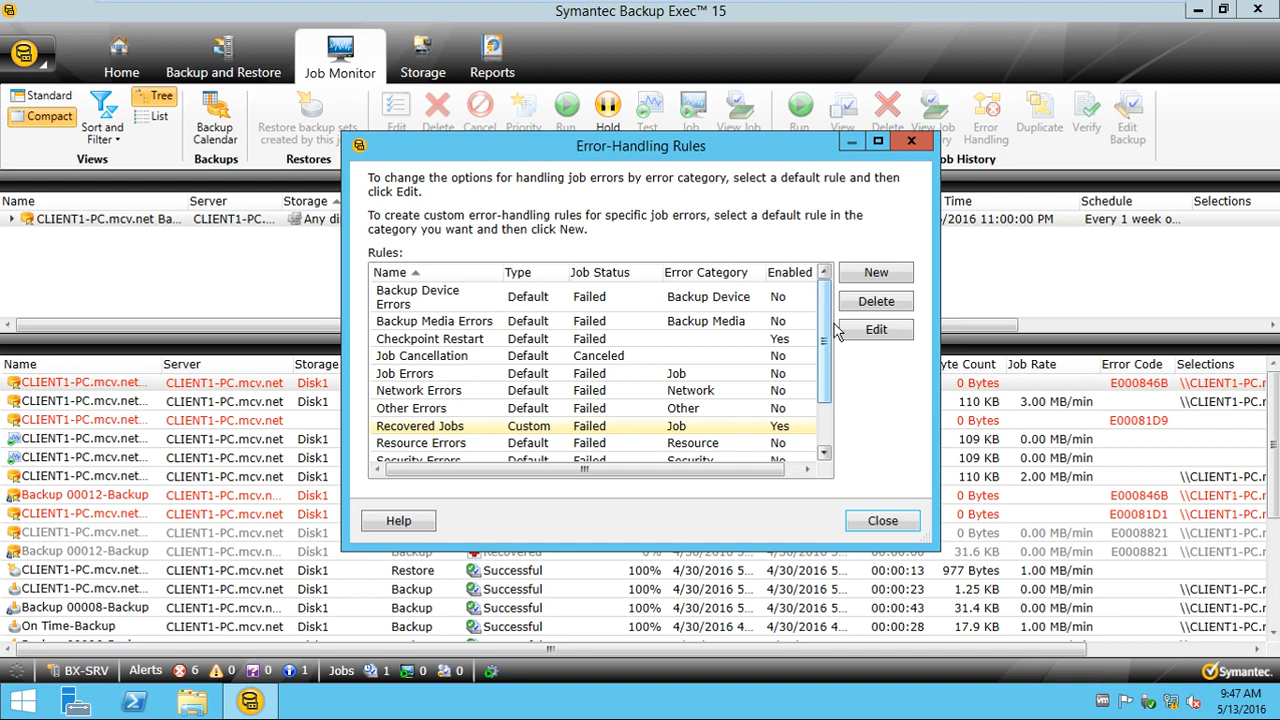 Symantec Backup Exec™ 15
Home
Backup and Restore
Job Monitor
Storage
Reports
Standard
Compact
Sort and
Filter
Tree
List
Views
Backup
Calendar
Backups
Restore backup sets
created by this j
Restores
Edit
Delete
Cancel
Priority
Run
Hold
Test
Job
View Job
Run
View
Delete
View Job
Error
Handling
Duplicate
Verify
Edit
Backup
Job History
Name
Server
Storage
Time
Schedule
Selections
CLIENT1-PC.mcv.net Ba...
CLIENT1-PC....
Any di
/2016 11:00:00 PM
Every 1 week o...
Error-Handling Rules
To change the options for handling job errors by error category, select a default rule and then
click Edit.
To create custom error-handling rules for specific job errors, select a default rule in the
category you want and then click New.
Rules:
Name Type Job Status Error Category Enabled
Backup Device
Errors Default Failed Backup Device No
Backup Media Errors Default Failed Backup Media No
Checkpoint Restart Default Failed Yes
Job Cancellation Default Canceled No
Job Errors Default Failed Job No
Network Errors Default Failed Network No
Other Errors Default Failed Other No
Recovered Jobs Custom Failed Job Yes
Resource Errors Default Failed Resource No
Security Errors Default Failed Security No
New
Delete
Edit
Help
Close
Name Server Storage yte Count Job Rate Error Code Selections
CLIENT1-PC.mcv.net... CLIENT1-PC.mcv.net Disk1 0 Bytes E000846B \\CLIENT1-PC.r
CLIENT1-PC.mcv.net... CLIENT1-PC.mcv.net Disk1 110 KB 3.00 MB/min \\CLIENT1-PC.r
CLIENT1-PC.mcv.net... CLIENT1-PC.mcv.net 0 Bytes E00081D9
CLIENT1-PC.mcv.net... CLIENT1-PC.mcv.net Disk1 109 KB 0.00 MB/min
CLIENT1-PC.mcv.net... CLIENT1-PC.mcv.net Disk1 109 KB 0.00 MB/min \\CLIENT1-PC.r
CLIENT1-PC.mcv.net... CLIENT1-PC.mcv.net Disk1 110 KB 2.00 MB/min \\CLIENT1-PC.r
Backup 00012-Backup CLIENT1-PC.mcv.n... Disk1 0 Bytes E000846B \\CLIENT1-PC.r
CLIENT1-PC.mcv.net... CLIENT1-PC.mcv.net Disk1 0 Bytes E00081D1 \\CLIENT1-PC.r
CLIENT1-PC.mcv.net... CLIENT1-PC.mcv.net Disk1 0 Bytes E0008821 \\CLIENT1-PC.r
Backup 00012-Backup CLIENT1-PC.mcv.n... Disk1 Backup Recovered 0% 4/30/2016 5... 4/30/2016 5... 00:00:00 31.6 KB E0008821 \\CLIENT1-PC.r
CLIENT1-PC.mcv.net... CLIENT1-PC.mcv.net Disk1 Restore Successful 100% 4/30/2016 5... 4/30/2016 5... 00:00:13 977 Bytes 1.00 MB/min
CLIENT1-PC.mcv.net... CLIENT1-PC.mcv.net Disk1 Backup Successful 100% 4/30/2016 5... 4/30/2016 5... 00:00:23 1.25 KB 0.00 MB/min \\CLIENT1-PC.r
Backup 00008-Backup CLIENT1-PC.mcv.n... Disk1 Backup Successful 100% 4/30/2016 5... 4/30/2016 5... 00:00:43 31.4 KB 0.00 MB/min \\CLIENT1-PC.r
On Time-Backup CLIENT1-PC.mcv.net Disk1 Backup Successful 100% 4/30/2016 5... 4/30/2016 4... 00:00:28 17.9 KB 0.00 MB/min \\CLIENT1-PC.r
BX-SRV Alerts 6 0 0 1 Jobs 1 0 0 Symantec.
9:47 AM
5/13/2016